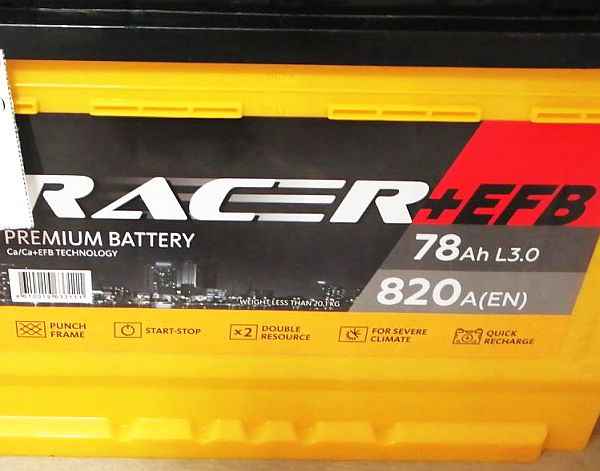 RACER+EFB
PREMIUM BATTERY
Ca/Ca+EFB TECHNOLOGY
78Ah L3.0
820A(EN)
WEIGHT LESS THAN 20,1KG
PUNCH FRAME
START-STOP
x2 DOUBLE RESOURCE
FOR SEVERE CLIMATE
QUICK RECHARGE